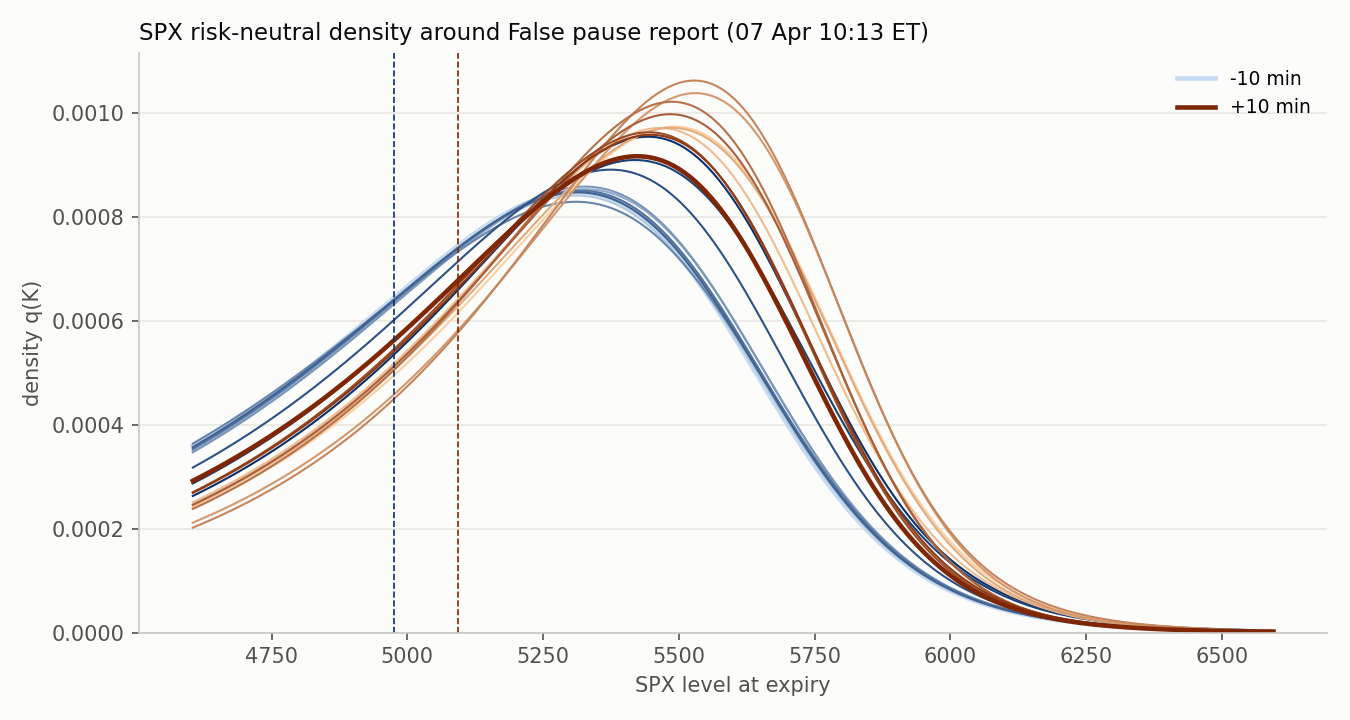 SPX risk-neutral density around False pause report (07 Apr 10:13 ET)
-10 min
+10 min
0.0010
0.0008
0.0006
0.0004
0.0002
0.0000
density q(K)
4750
5000
5250
5500
5750
6000
6250
6500
SPX level at expiry